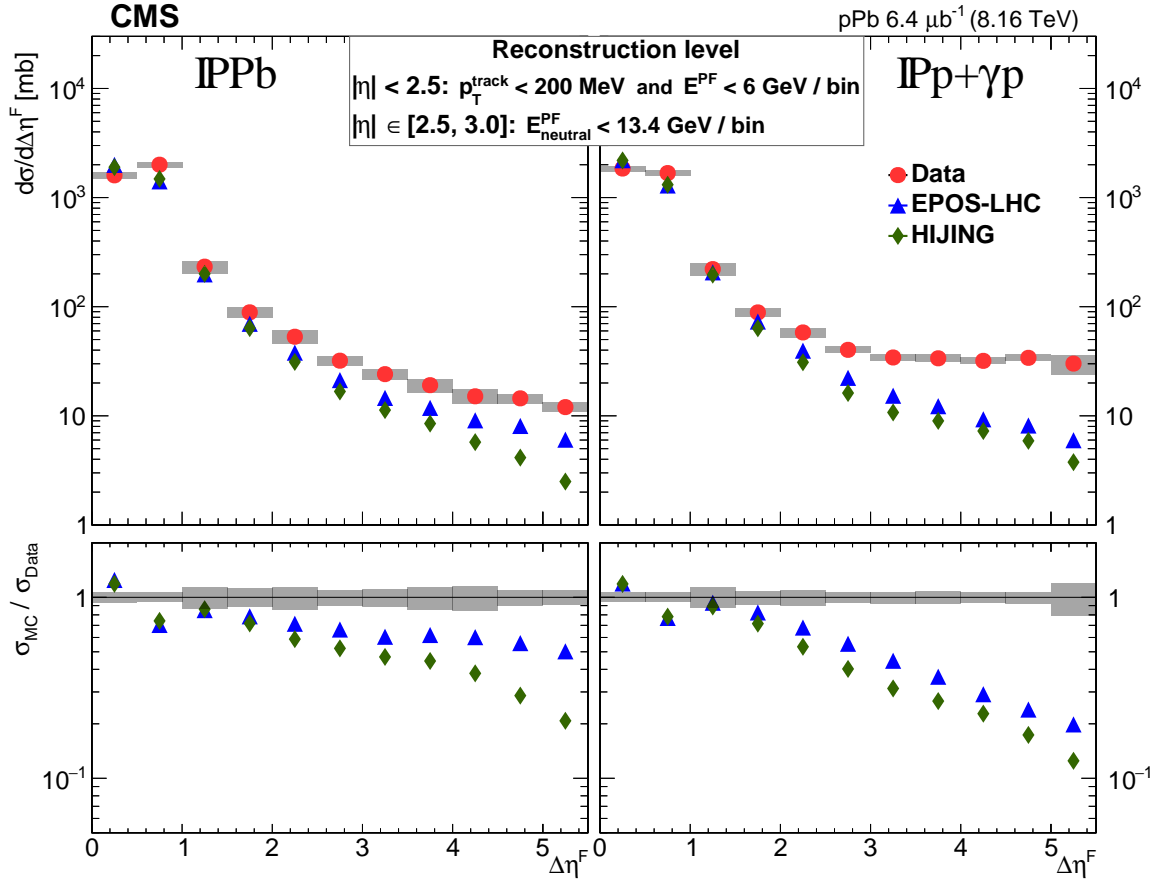 CMS
pPb 6.4 μb⁻¹ (8.16 TeV)
Reconstruction level
|η| < 2.5: p_T^track < 200 MeV and E^PF < 6 GeV / bin
|η| ∈ [2.5, 3.0]: E_neutral^PF < 13.4 GeV / bin
IPPb
IPp+γp
dσ/dΔη^F [mb]
10⁴
10³
10²
10
1
10⁴
10³
10²
10
1
Data
EPOS-LHC
HIJING
σ_MC / σ_Data
1
10⁻¹
1
10⁻¹
0 1 2 3 4 5
Δη^F
0 1 2 3 4 5
Δη^F